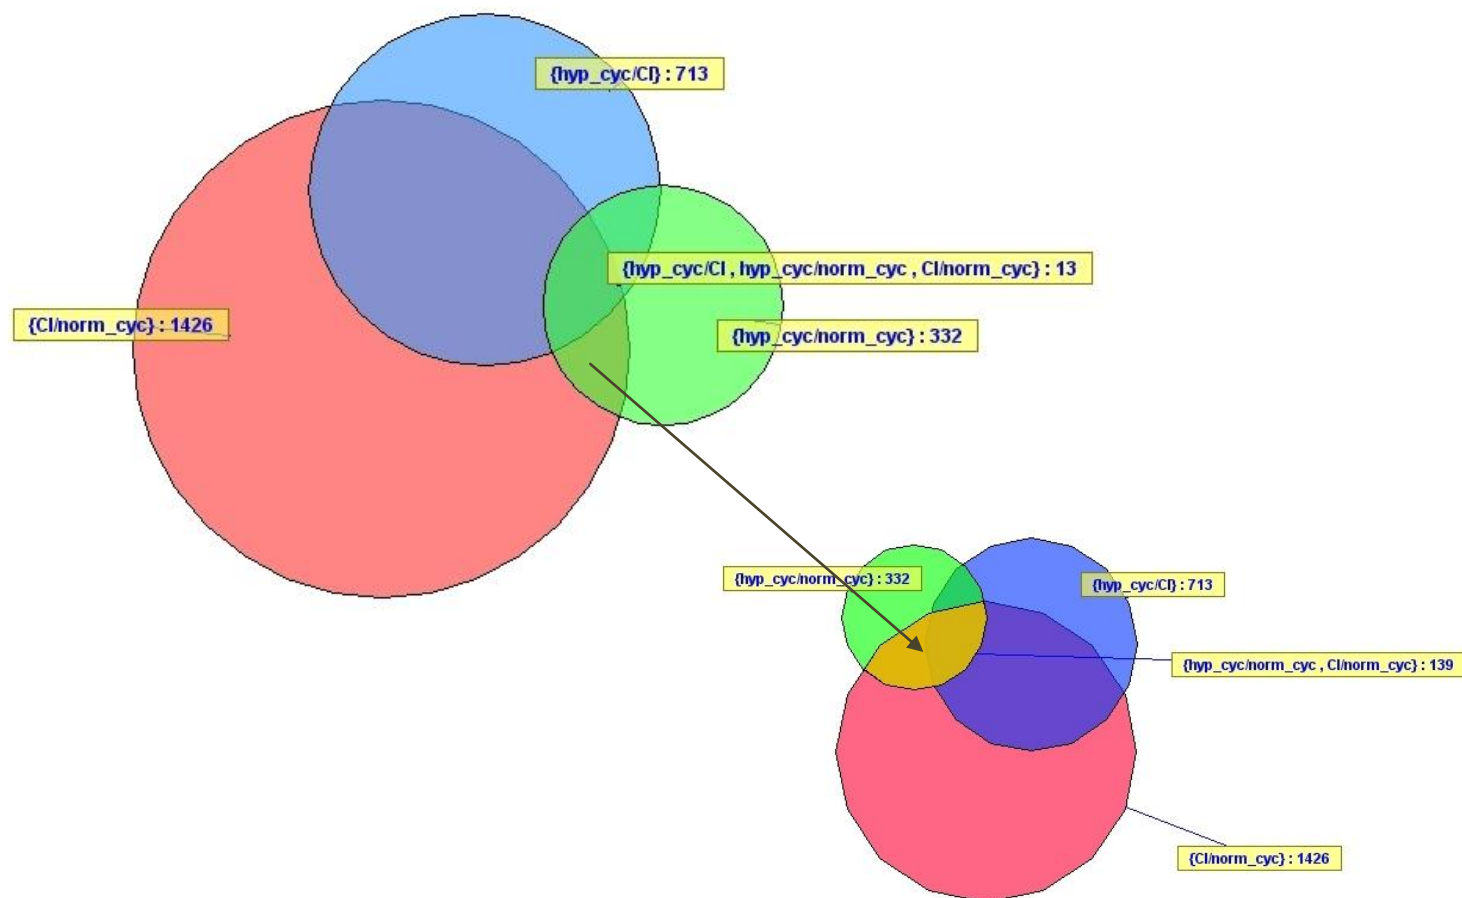 {hyp_cyc/CI} : 713
{hyp_cyc/CI , hyp_cyc/norm_cyc , CI/norm_cyc} : 13
{CI/norm_cyc} : 1426
{hyp_cyc/norm_cyc} : 332
{hyp_cyc/norm_cyc} : 332
{hyp_cyc/CI} : 713
{hyp_cyc/norm_cyc , CI/norm_cyc} : 139
{CI/norm_cyc} : 1426